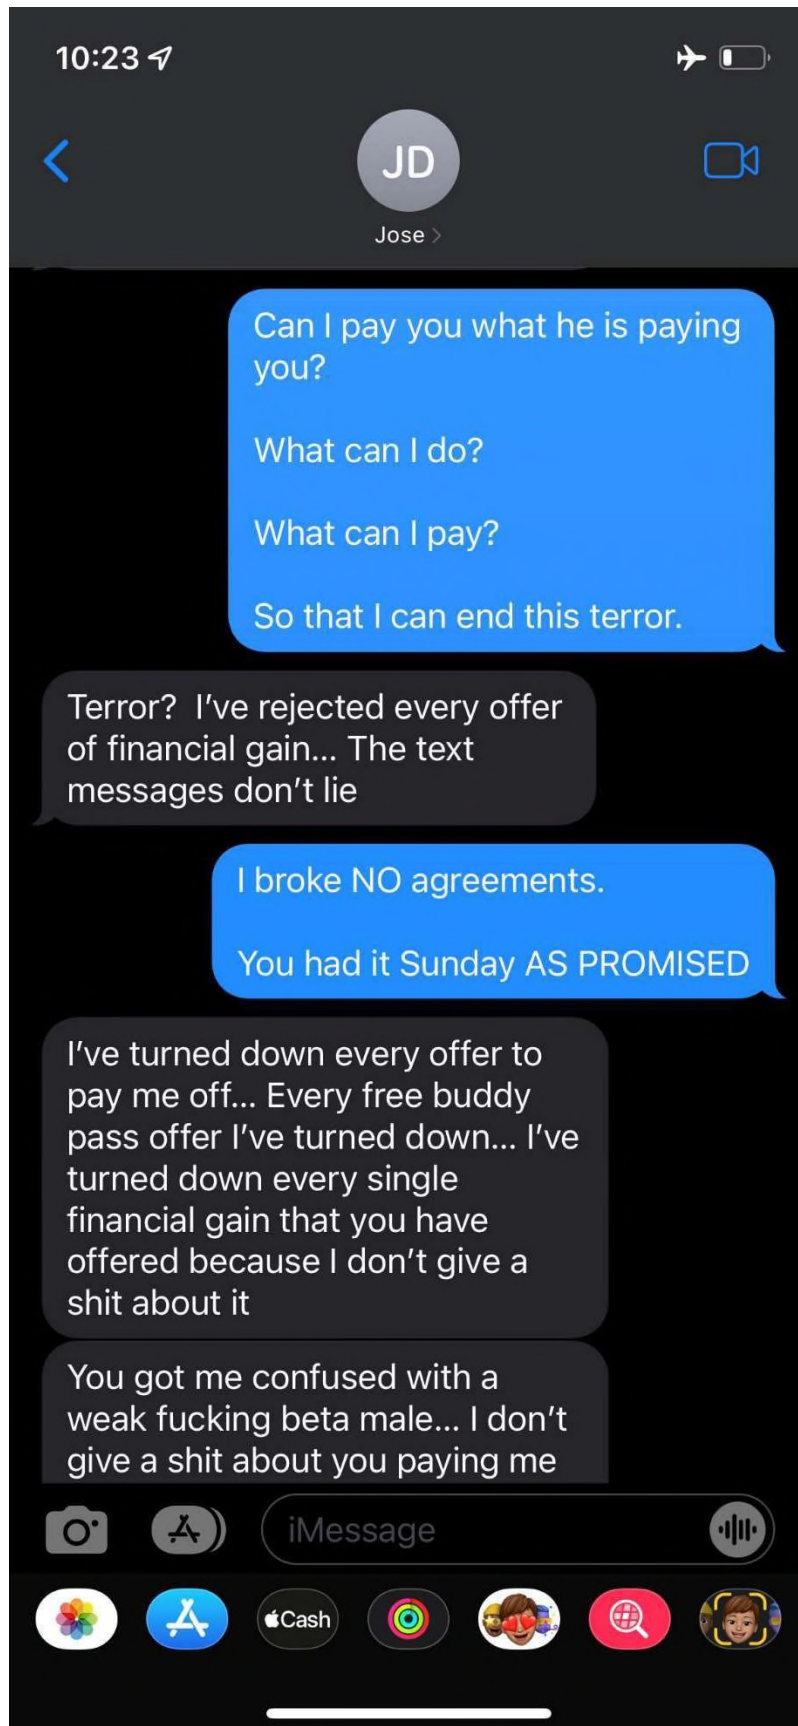 10:23
JD
Jose
Can I pay you what he is paying
you?
What can I do?
What can I pay?
So that I can end this terror.
Terror?  I've rejected every offer
of financial gain... The text
messages don't lie
I broke NO agreements.
You had it Sunday AS PROMISED
I've turned down every offer to
pay me off... Every free buddy
pass offer I've turned down... I've
turned down every single
financial gain that you have
offered because I don't give a
shit about it
You got me confused with a
weak fucking beta male... I don't
give a shit about you paying me
iMessage
Cash